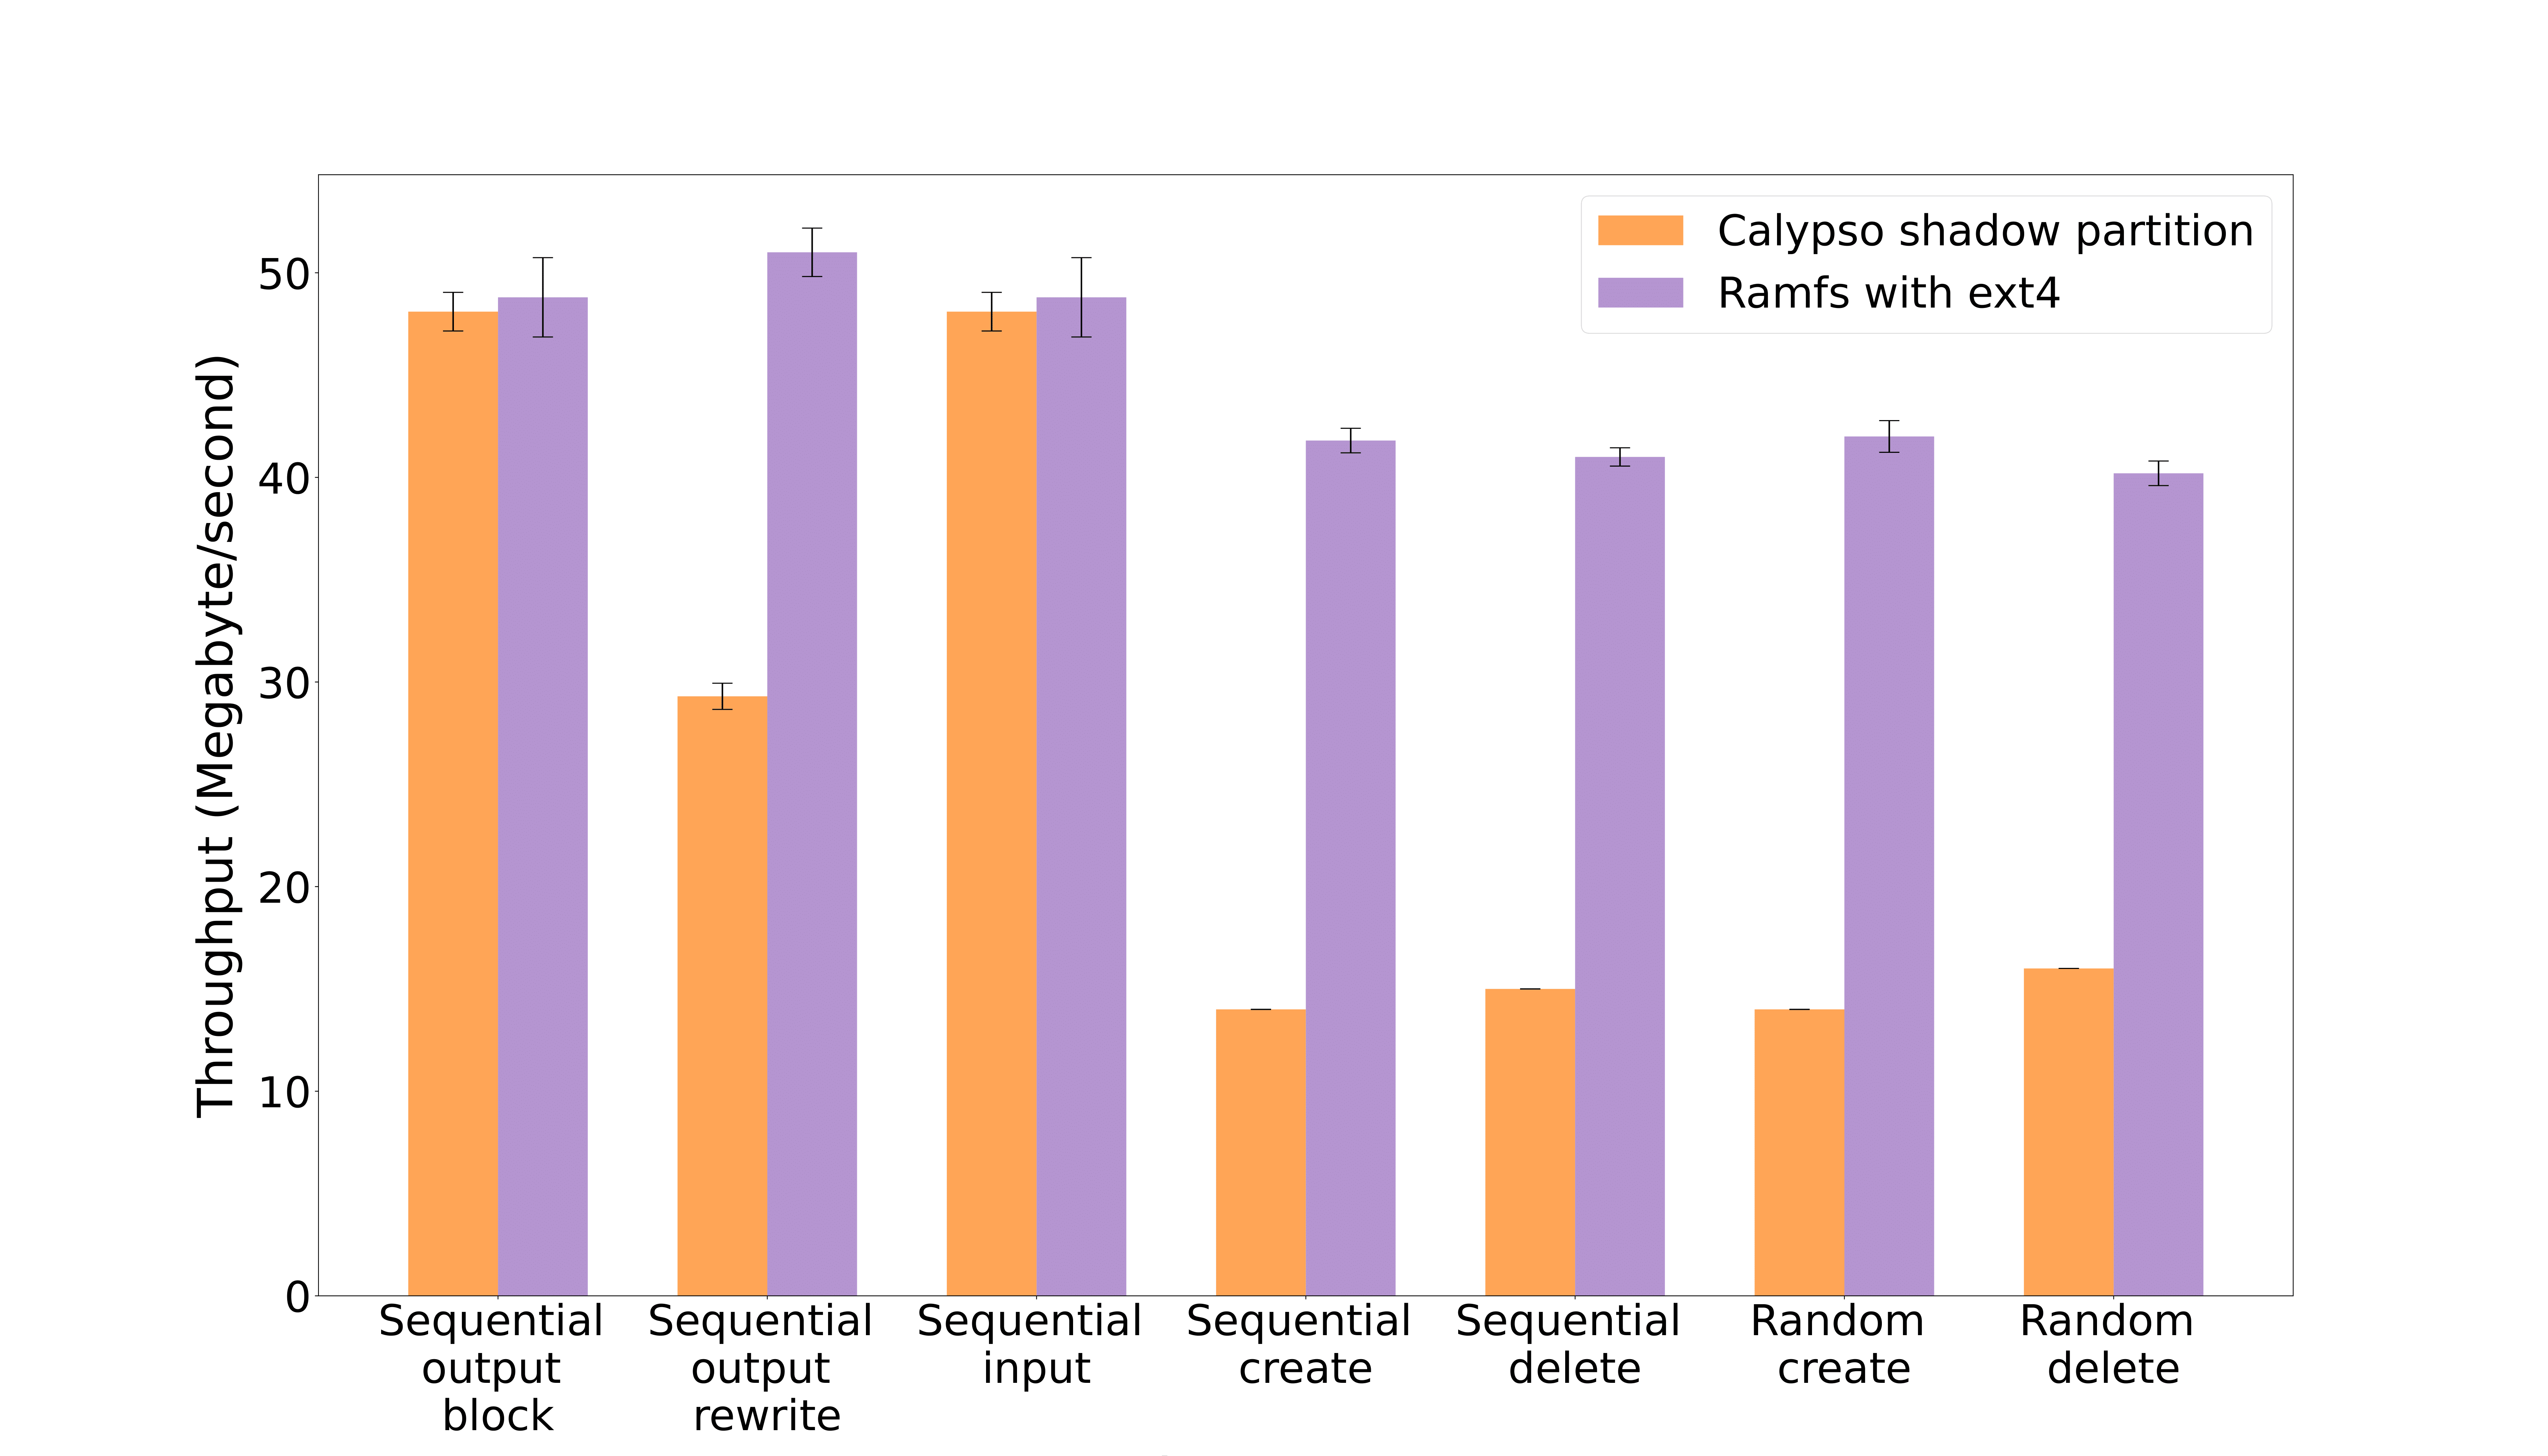 Calypso shadow partition
Ramfs with ext4
Throughput (Megabyte/second)
50
40
30
20
10
0
Sequential
output
block
Sequential
output
rewrite
Sequential
input
Sequential
create
Sequential
delete
Random
create
Random
delete